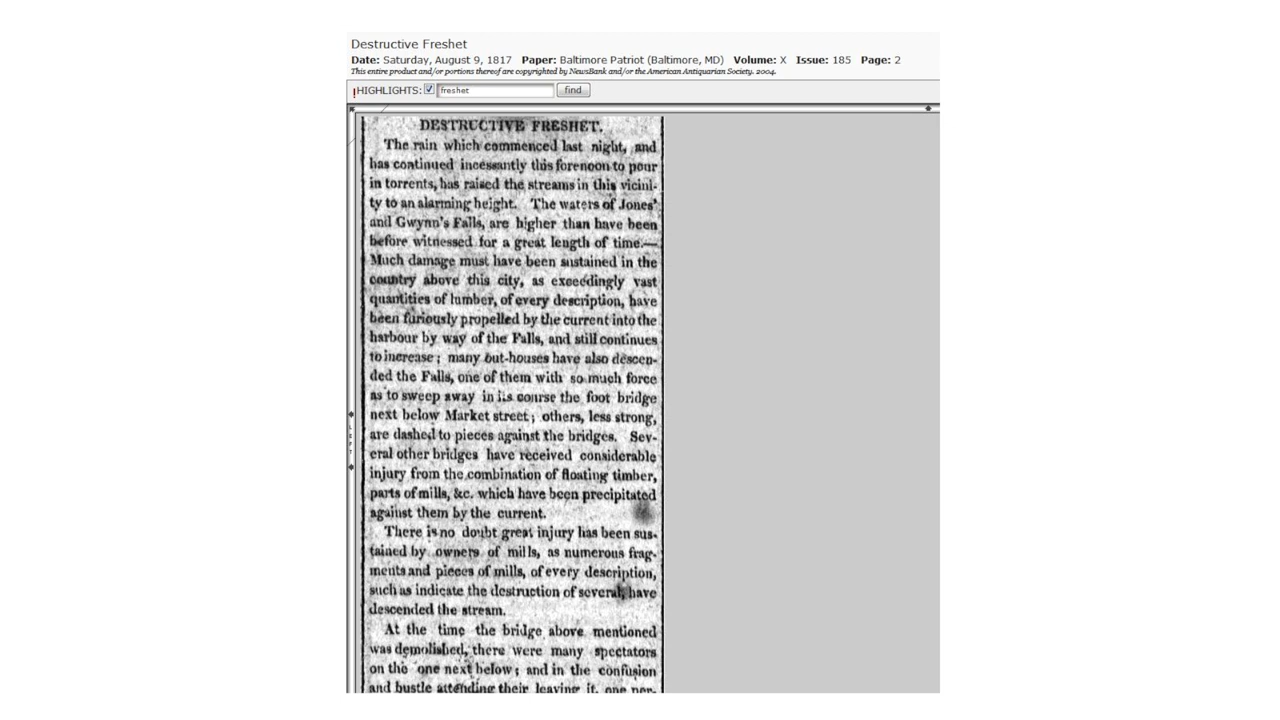 Destructive Freshet
Date: Saturday, August 9, 1817 Paper: Baltimore Patriot (Baltimore, MD) Volume: X Issue: 185 Page: 2
This entire product and/or portions thereof are copyrighted by NewsBank and/or the American Antiquarian Society. 2004.
!HIGHLIGHTS: freshet find
DESTRUCTIVE FRESHET.
The rain which commenced last night, and
has continued incessantly this forenoon to pour
in torrents, has raised the streams in this vicini-
ty to an alarming height. The waters of Jones'
and Gwynn's Falls, are higher than have been
before witnessed for a great length of time.—
Much damage must have been sustained in the
country above this city, as exceedingly vast
quantities of lumber, of every description, have
been furiously propelled by the current into the
harbour by way of the Falls, and still continues
to increase; many out-houses have also descen-
ded the Falls, one of them with so much force
as to sweep away in its course the foot bridge
next below Market street; others, less strong,
are dashed to pieces against the bridges. Sev-
eral other bridges have received considerable
injury from the combination of floating timber,
parts of mills, &c. which have been precipitated
against them by the current.
There is no doubt great injury has been sus-
tained by owners of mills, as numerous frag-
ments and pieces of mills, of every description,
such as indicate the destruction of several, have
descended the stream.
At the time the bridge above mentioned
was demolished, there were many spectators
on the one next below; and in the confusion
and bustle attending their leaving it, one per-
LEFT